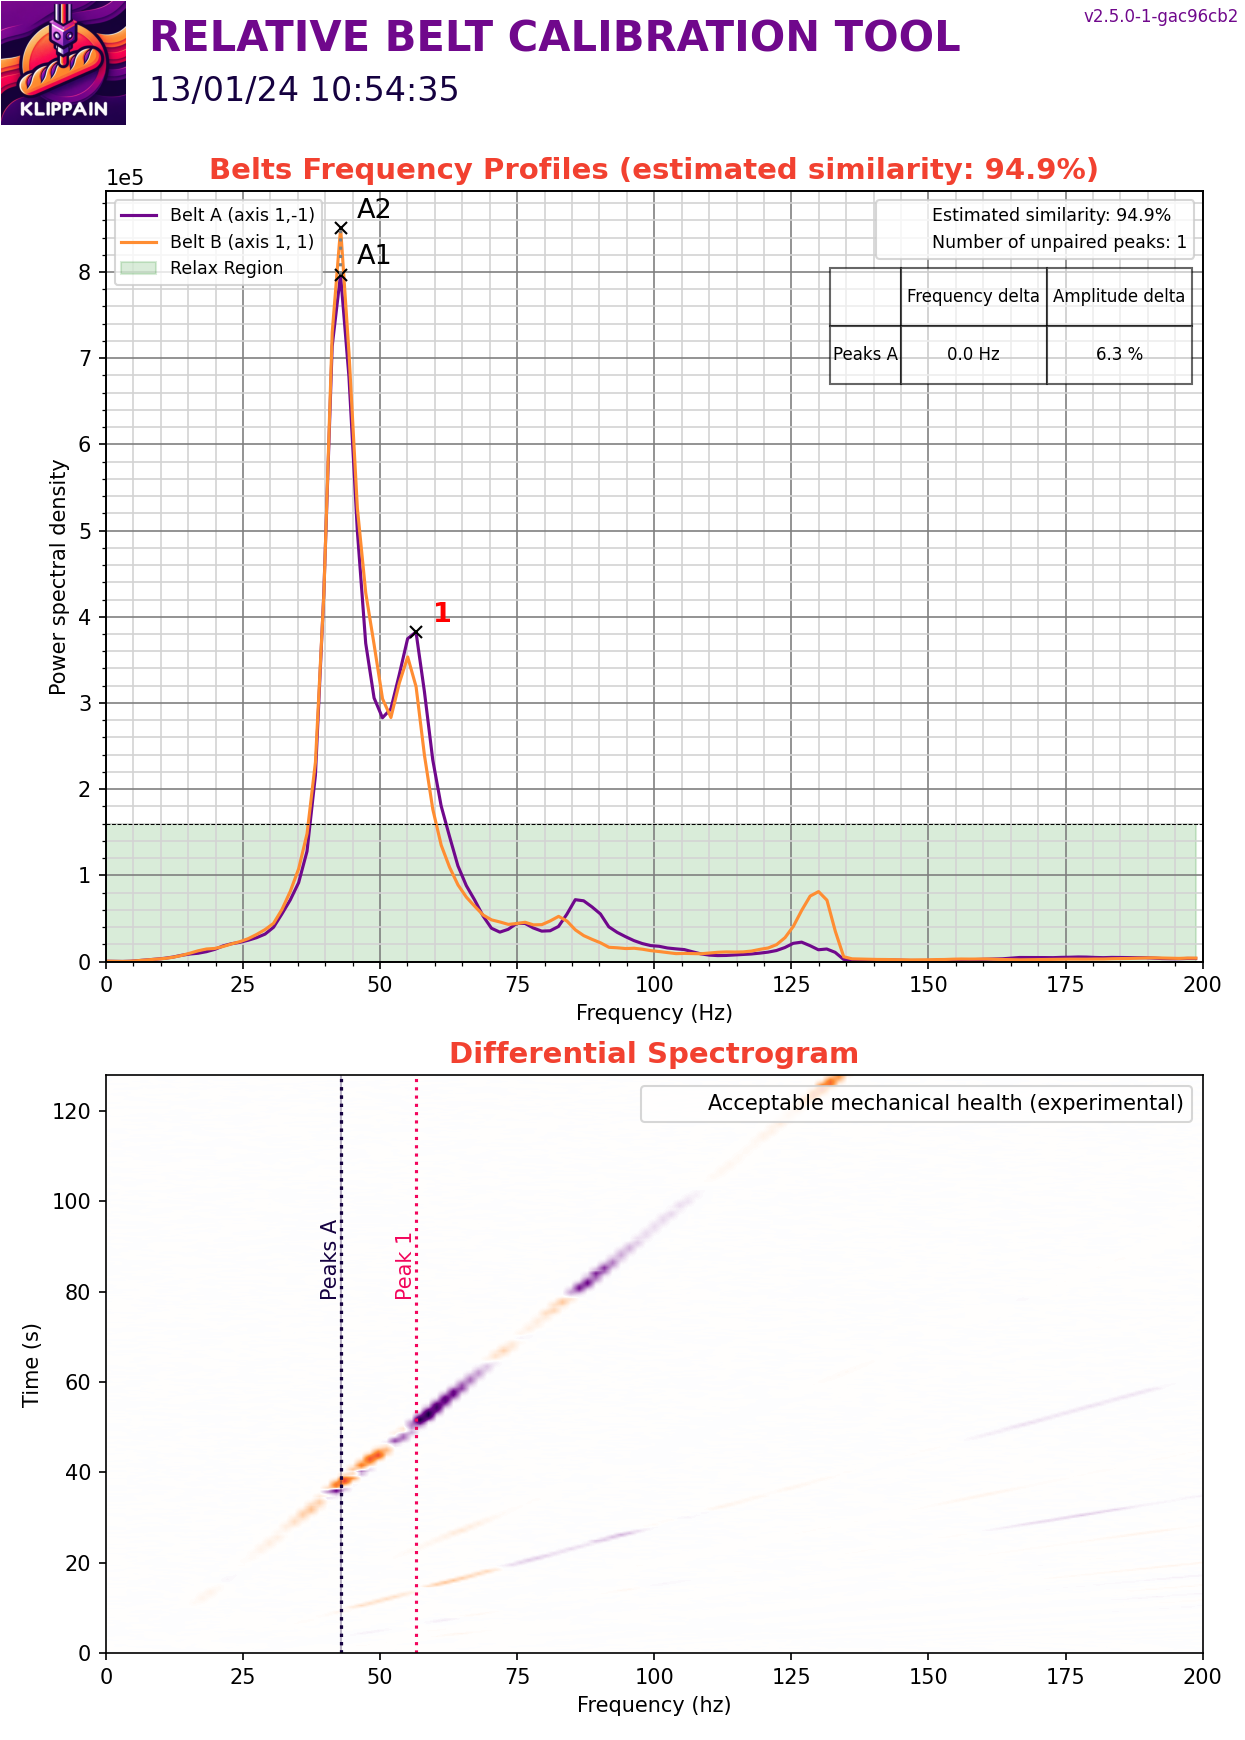 KLIPPAIN
RELATIVE BELT CALIBRATION TOOL
v2.5.0-1-gac96cb2
13/01/24 10:54:35
Belts Frequency Profiles (estimated similarity: 94.9%)
1e5
Belt A (axis 1,-1)
Belt B (axis 1, 1)
Relax Region
A2
A1
1
Estimated similarity: 94.9%
Number of unpaired peaks: 1
Frequency delta Amplitude delta
Peaks A 0.0 Hz 6.3 %
Power spectral density
8
7
6
5
4
3
2
1
0
0 25 50 75 100 125 150 175 200
Frequency (Hz)
Differential Spectrogram
Acceptable mechanical health (experimental)
Peaks A
Peak 1
Time (s)
120
100
80
60
40
20
0
0 25 50 75 100 125 150 175 200
Frequency (hz)